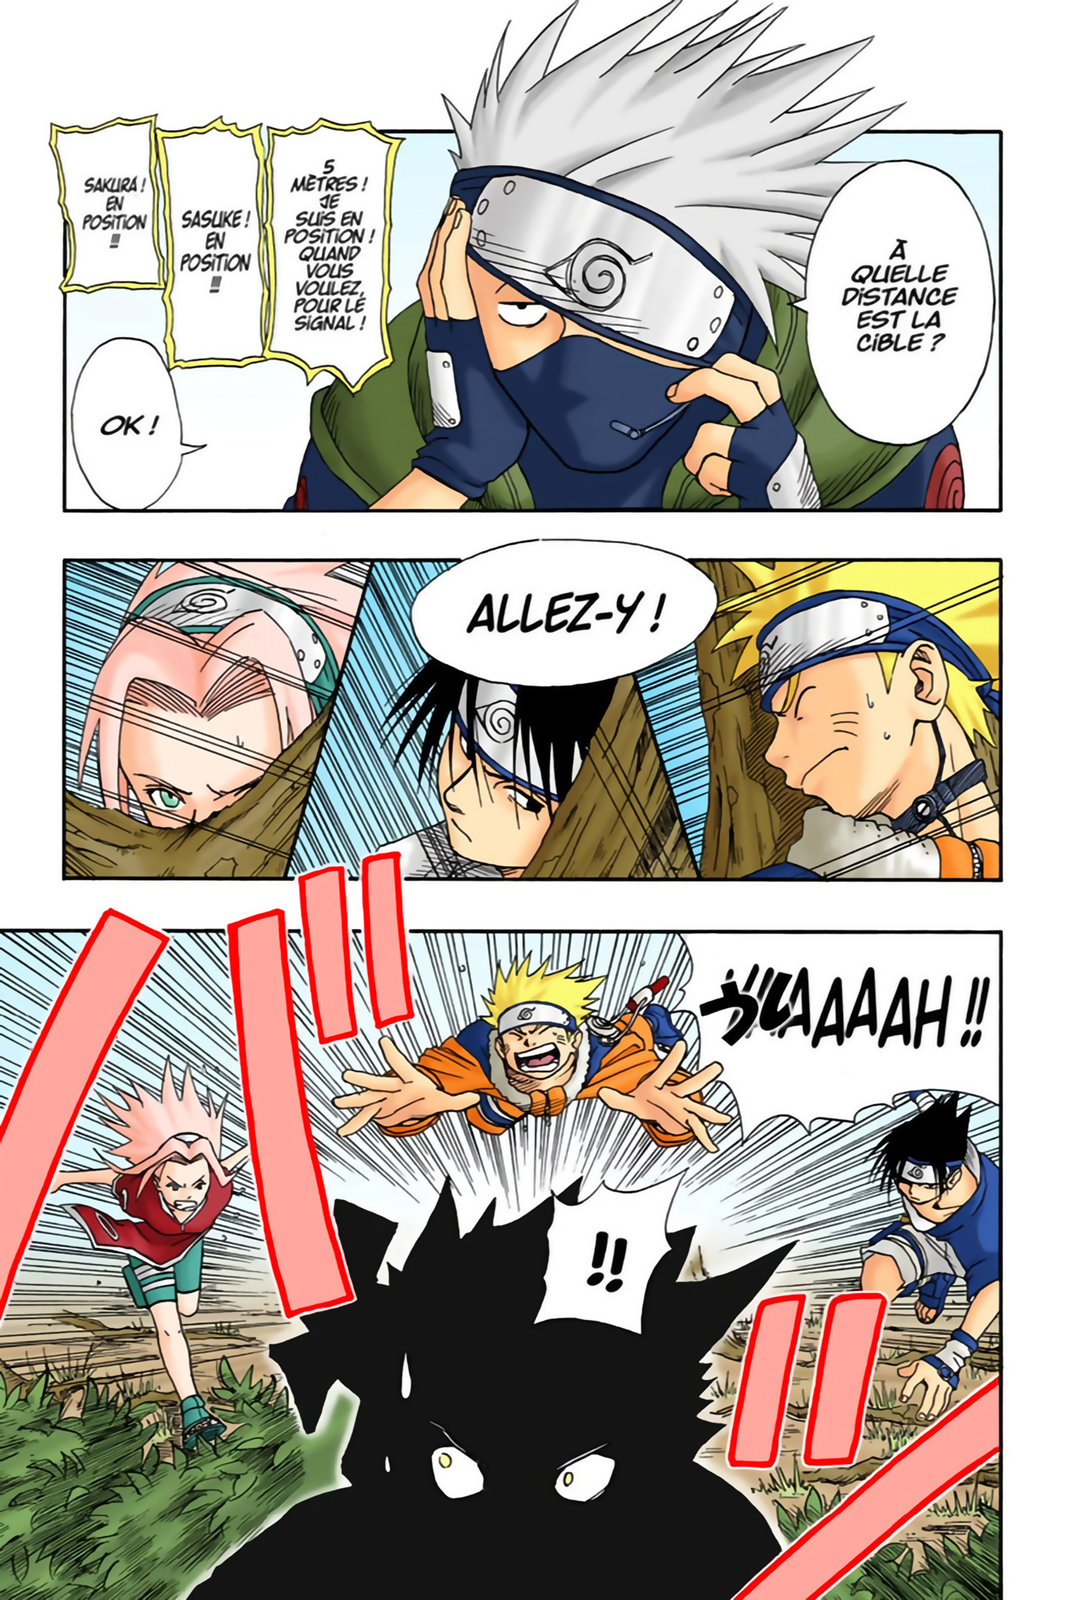 À
QUELLE
DISTANCE
EST LA
CIBLE ?
5
MÈTRES !
JE
SUIS EN
POSITION !
QUAND
VOUS
VOULEZ,
POUR LE
SIGNAL !
SASUKE !
EN
POSITION
!!!
SAKURA !
EN
POSITION
!!!
OK !
ALLEZ-Y !
AAAAH !!
!!